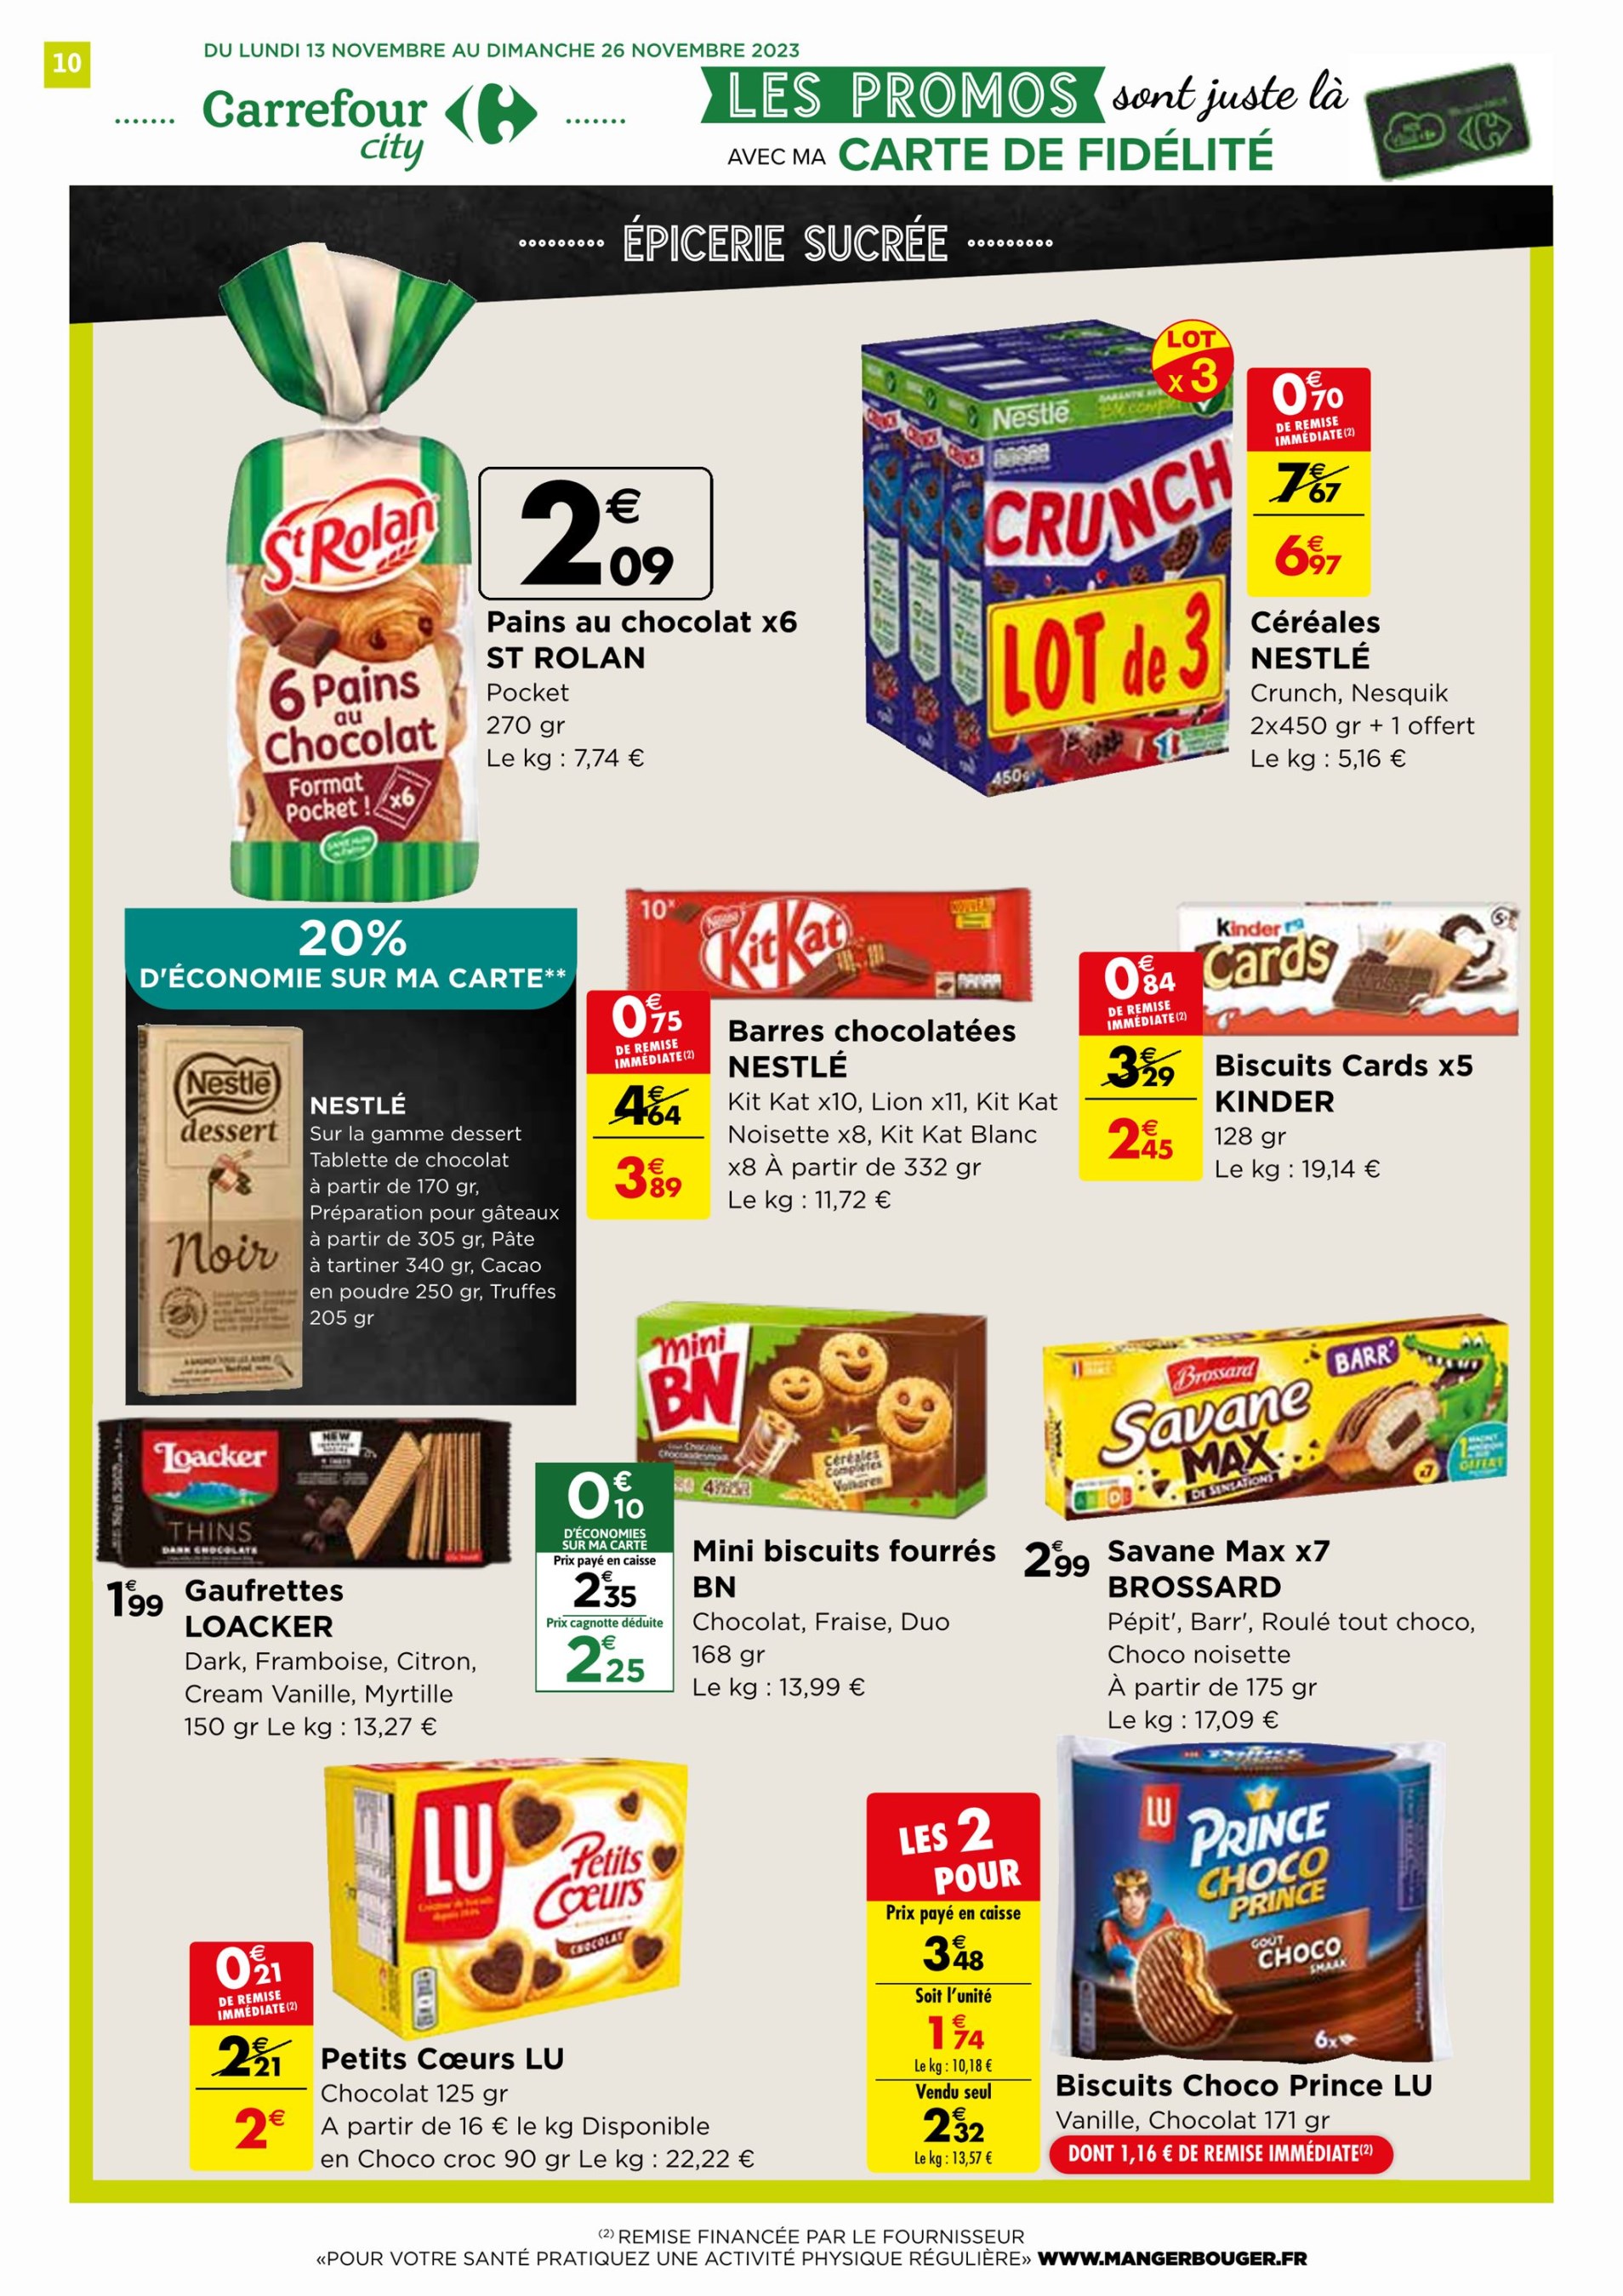 10
DU LUNDI 13 NOVEMBRE AU DIMANCHE 26 NOVEMBRE 2023
Carrefour
city
LES PROMOS sont juste là
AVEC MA CARTE DE FIDÉLITÉ
ÉPICERIE SUCRÉE
St Rolan
6 Pains
au
Chocolat
Format
Pocket !
x6
2€09
Pains au chocolat x6
ST ROLAN
Pocket
270 gr
Le kg : 7,74 €
LOT
x 3
Nestlé
CRUNCH
LOT de 3
450g
0€70
DE REMISE
IMMÉDIATE(2)
7€67
6€97
Céréales
NESTLÉ
Crunch, Nesquik
2x450 gr + 1 offert
Le kg : 5,16 €
20%
D'ÉCONOMIE SUR MA CARTE**
Nestlé
dessert
Noir
NESTLÉ
Sur la gamme dessert
Tablette de chocolat
à partir de 170 gr,
Préparation pour gâteaux
à partir de 305 gr, Pâte
à tartiner 340 gr, Cacao
en poudre 250 gr, Truffes
205 gr
10x
Nestlé
KitKat
NOUVEAU
0€75
DE REMISE
IMMÉDIATE(2)
4€64
3€89
Barres chocolatées
NESTLÉ
Kit Kat x10, Lion x11, Kit Kat
Noisette x8, Kit Kat Blanc
x8 À partir de 332 gr
Le kg : 11,72 €
Kinder
Cards
0€84
DE REMISE
IMMÉDIATE(2)
3€29
2€45
Biscuits Cards x5
KINDER
128 gr
Le kg : 19,14 €
Loacker
NEW
THINS
DARK CHOCOLATE
1€99
Gaufrettes
LOACKER
Dark, Framboise, Citron,
Cream Vanille, Myrtille
150 gr Le kg : 13,27 €
mini
BN
Céréales
Complètes
0€10
D'ÉCONOMIES
SUR MA CARTE
Prix payé en caisse
2€35
Prix cagnotte déduite
2€25
Mini biscuits fourrés
BN
Chocolat, Fraise, Duo
168 gr
Le kg : 13,99 €
Brossard
BARR'
Savane
MAX
DE SENSATIONS
x7
OFFERT
2€99
Savane Max x7
BROSSARD
Pépit', Barr', Roulé tout choco,
Choco noisette
À partir de 175 gr
Le kg : 17,09 €
LU
Petits
Cœurs
CHOCOLAT
0€21
DE REMISE
IMMÉDIATE(2)
2€21
2€
Petits Cœurs LU
Chocolat 125 gr
A partir de 16 € le kg Disponible
en Choco croc 90 gr Le kg : 22,22 €
LES 2
POUR
Prix payé en caisse
3€48
Soit l'unité
1€74
Le kg : 10,18 €
Vendu seul
2€32
Le kg : 13,57 €
LU
PRINCE
CHOCO
PRINCE
GOÛT
CHOCO
SMAAK
6x
Biscuits Choco Prince LU
Vanille, Chocolat 171 gr
DONT 1,16 € DE REMISE IMMÉDIATE(2)
(2) REMISE FINANCÉE PAR LE FOURNISSEUR
«POUR VOTRE SANTÉ PRATIQUEZ UNE ACTIVITÉ PHYSIQUE RÉGULIÈRE» WWW.MANGERBOUGER.FR